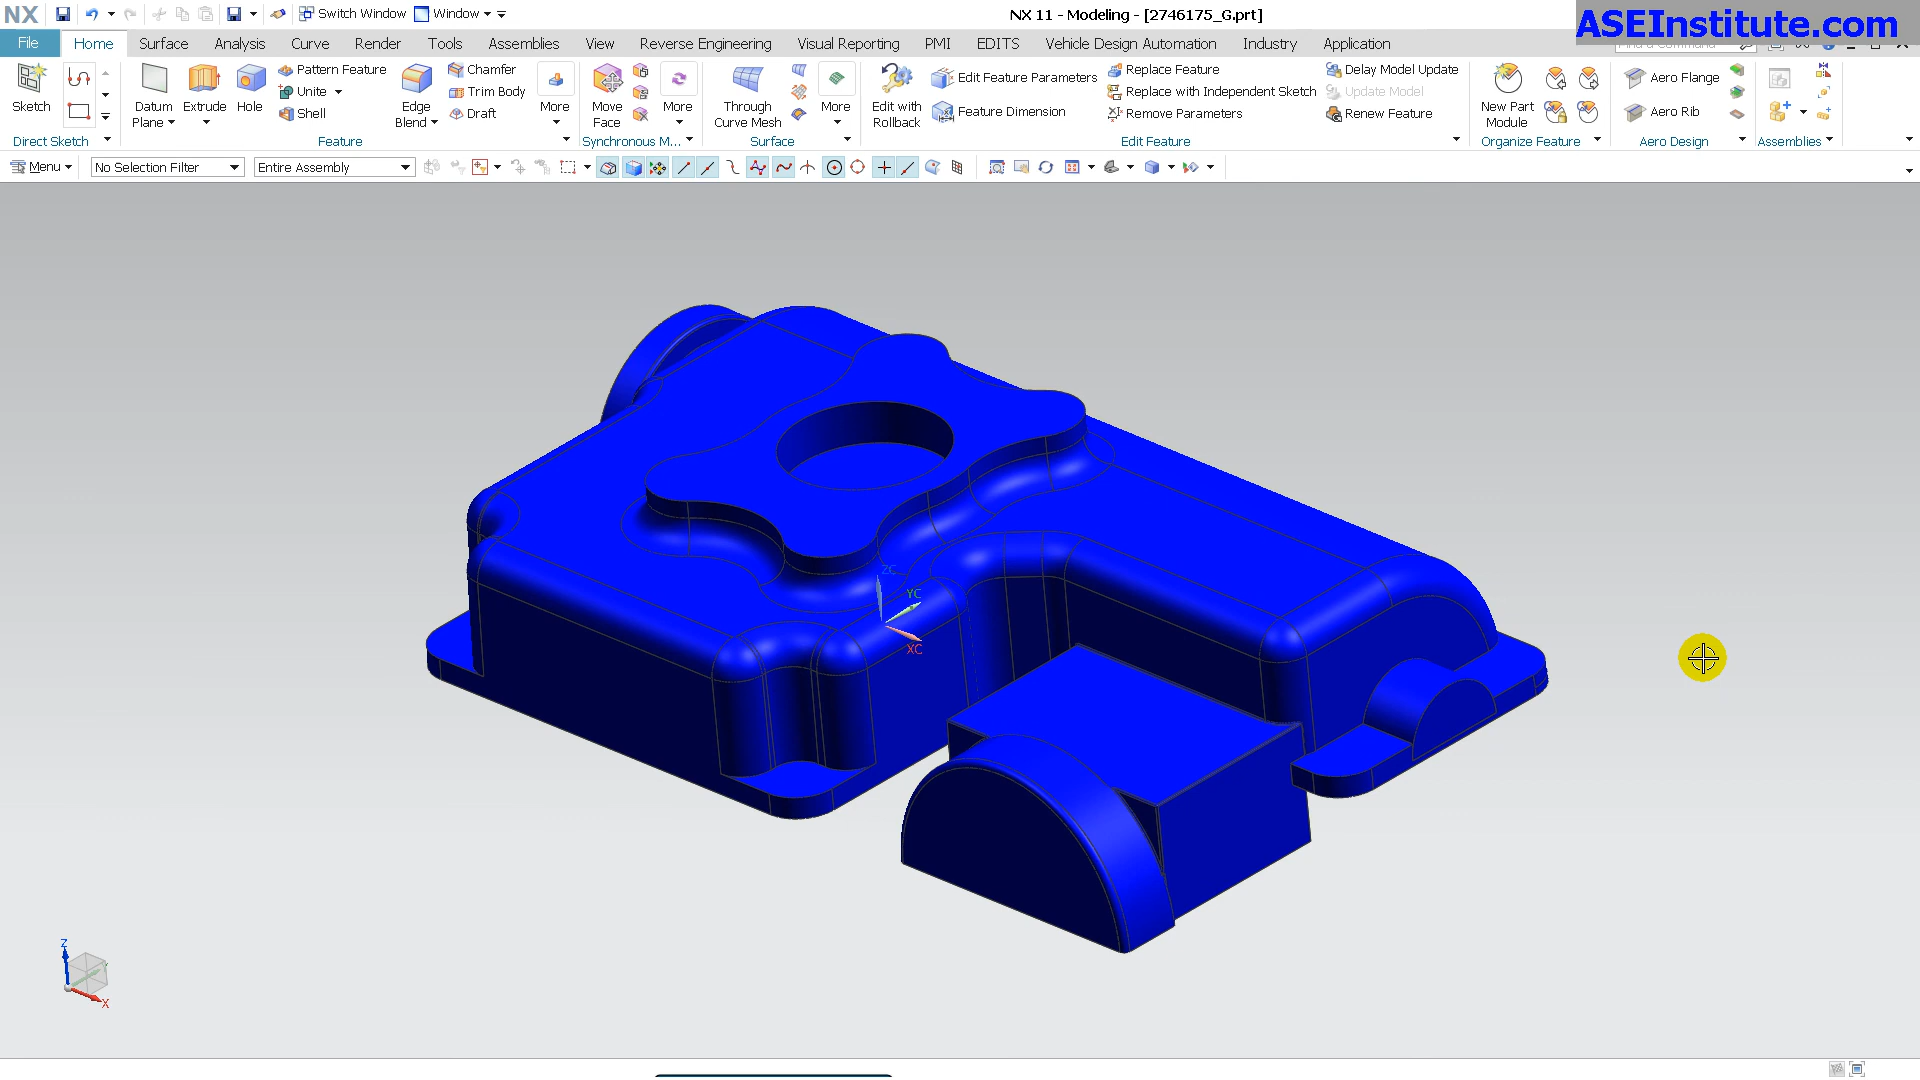 NX Switch Window Window NX 11 - Modeling - [2746175_G.prt] ASEInstitute.com
File Home Surface Analysis Curve Render Tools Assemblies View Reverse Engineering Visual Reporting PMI EDITS Vehicle Design Automation Industry Application
Pattern Feature Chamfer Replace Feature Delay Model Update
Edit Feature Parameters Aero Flange
Unite Trim Body Replace with Independent Sketch Update Model
Sketch Datum Extrude Hole Edge More Move More Through More Edit with New Part
Shell Draft Feature Dimension Remove Parameters Renew Feature Aero Rib
Plane Blend Face Curve Mesh Rollback Module
Direct Sketch Feature Synchronous M... Surface Edit Feature Organize Feature Aero Design Assemblies
Menu No Selection Filter Entire Assembly
ZC
YC
XC
Z
X